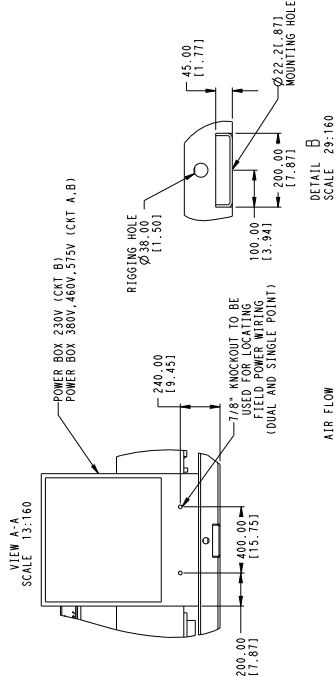 VIEW A-A
SCALE 13:160
POWER BOX 230V (CKT B)
POWER BOX 380V,460V,575V (CKT A,B)
240.00
[9.45]
7/8" KNOCKOUT TO BE
USED FOR LOCATING
FIELD POWER WIRING
(DUAL AND SINGLE POINT)
400.00
[15.75]
200.00
[7.87]
RIGGING HOLE
Ø38.00
[1.50]
45.00
[1.77]
Ø22.2[.87]
MOUNTING HOLE
200.00
[7.87]
100.00
[3.94]
DETAIL B
SCALE 29:160
AIR FLOW